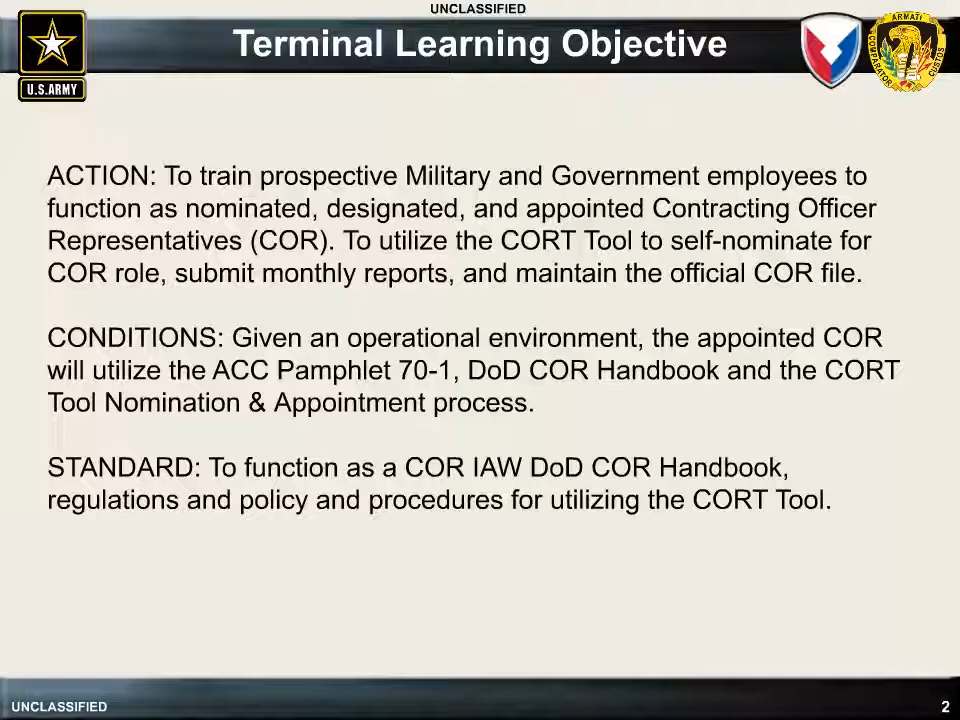 UNCLASSIFIED
Terminal Learning Objective
U.S.ARMY
ARMATI
COMPARATOR
CUSTOS
ACTION: To train prospective Military and Government employees to
function as nominated, designated, and appointed Contracting Officer
Representatives (COR). To utilize the CORT Tool to self-nominate for
COR role, submit monthly reports, and maintain the official COR file.
CONDITIONS: Given an operational environment, the appointed COR
will utilize the ACC Pamphlet 70-1, DoD COR Handbook and the CORT
Tool Nomination & Appointment process.
STANDARD: To function as a COR IAW DoD COR Handbook,
regulations and policy and procedures for utilizing the CORT Tool.
UNCLASSIFIED
2